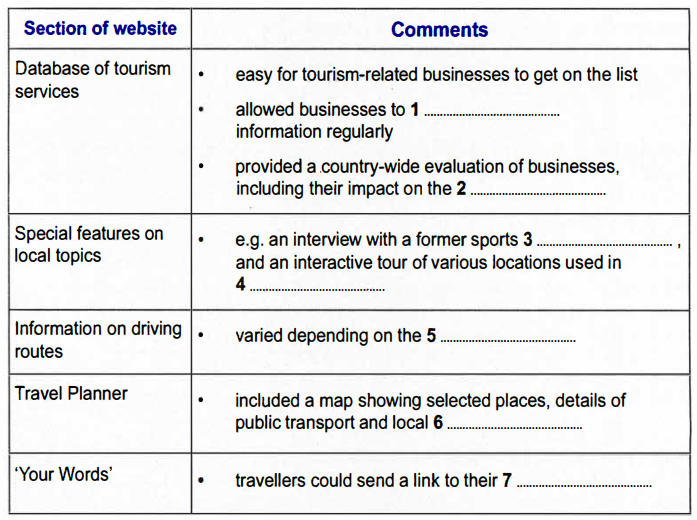 Section of website
Comments
Database of tourism
services
• easy for tourism-related businesses to get on the list
• allowed businesses to 1 ............................................
information regularly
• provided a country-wide evaluation of businesses,
including their impact on the 2 ............................................
Special features on
local topics
• e.g. an interview with a former sports 3 ............................................ ,
and an interactive tour of various locations used in
4 ............................................
Information on driving
routes
• varied depending on the 5 ............................................
Travel Planner
• included a map showing selected places, details of
public transport and local 6 ............................................
'Your Words'
• travellers could send a link to their 7 ............................................